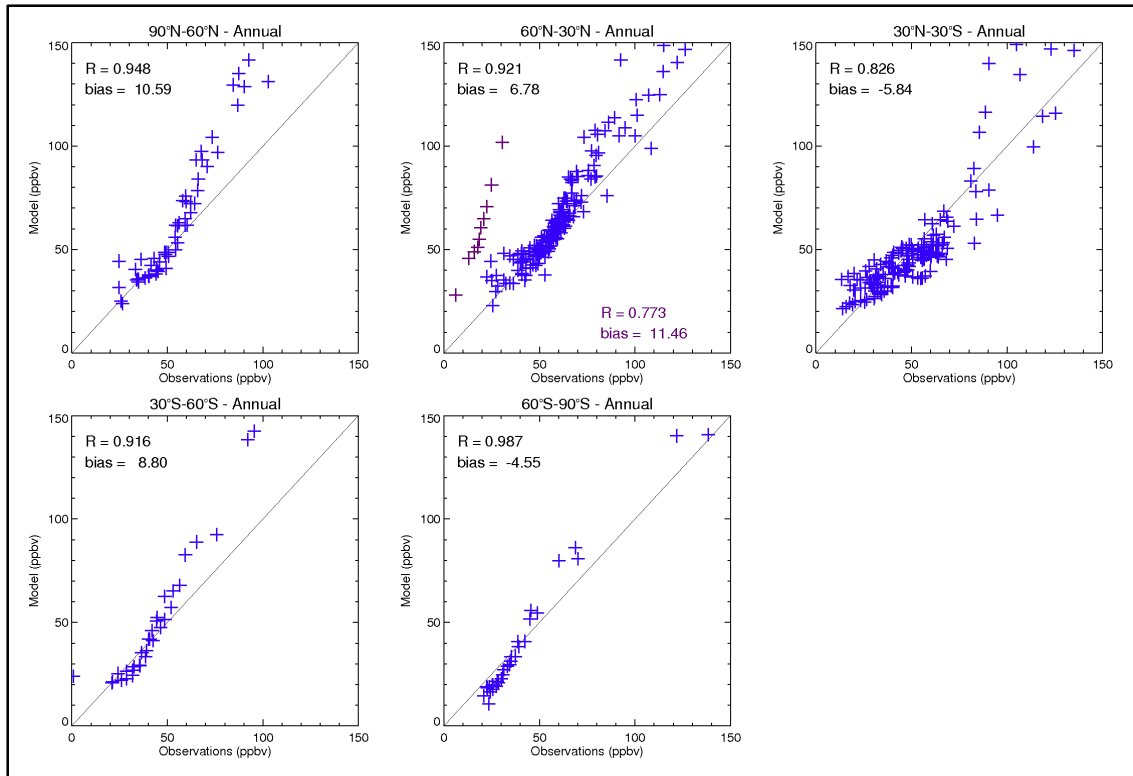 90°N-60°N - Annual
R = 0.948
bias = 10.59
150
100
50
0
Model (ppbv)
0 50 100 150
Observations (ppbv)
60°N-30°N - Annual
R = 0.921
bias = 6.78
R = 0.773
bias = 11.46
150
100
50
0
Model (ppbv)
0 50 100 150
Observations (ppbv)
30°N-30°S - Annual
R = 0.826
bias = -5.84
150
100
50
0
Model (ppbv)
0 50 100 150
Observations (ppbv)
30°S-60°S - Annual
R = 0.916
bias = 8.80
150
100
50
0
Model (ppbv)
0 50 100 150
Observations (ppbv)
60°S-90°S - Annual
R = 0.987
bias = -4.55
150
100
50
0
Model (ppbv)
0 50 100 150
Observations (ppbv)